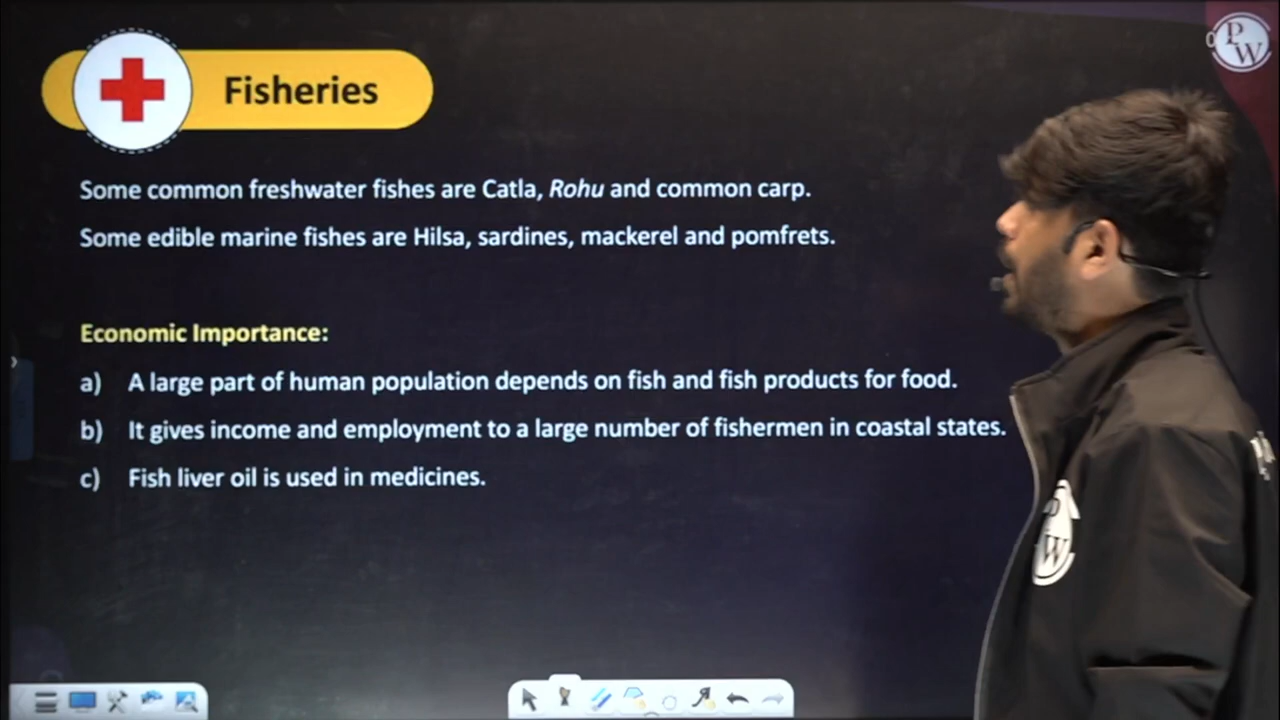 PW
Fisheries
Some common freshwater fishes are Catla, Rohu and common carp.
Some edible marine fishes are Hilsa, sardines, mackerel and pomfrets.
Economic Importance:
a) A large part of human population depends on fish and fish products for food.
b) It gives income and employment to a large number of fishermen in coastal states.
c) Fish liver oil is used in medicines.
PW